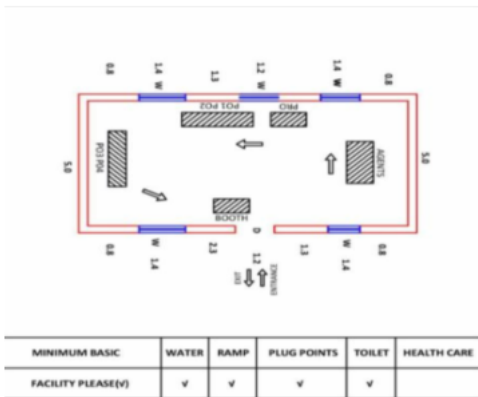 0.8 1.4 W 1.3 1.2 W 1.4 W 0.8
PO1 PO2 PRO
PO3 PO4 AGENTS
5.0 5.0
BOOTH
D
0.8 W 1.4 2.3 1.2 1.3 W 1.4 0.8
EXIT ENTRANCE
MINIMUM BASIC WATER RAMP PLUG POINTS TOILET HEALTH CARE
FACILITY PLEASE(√) √ √ √ √